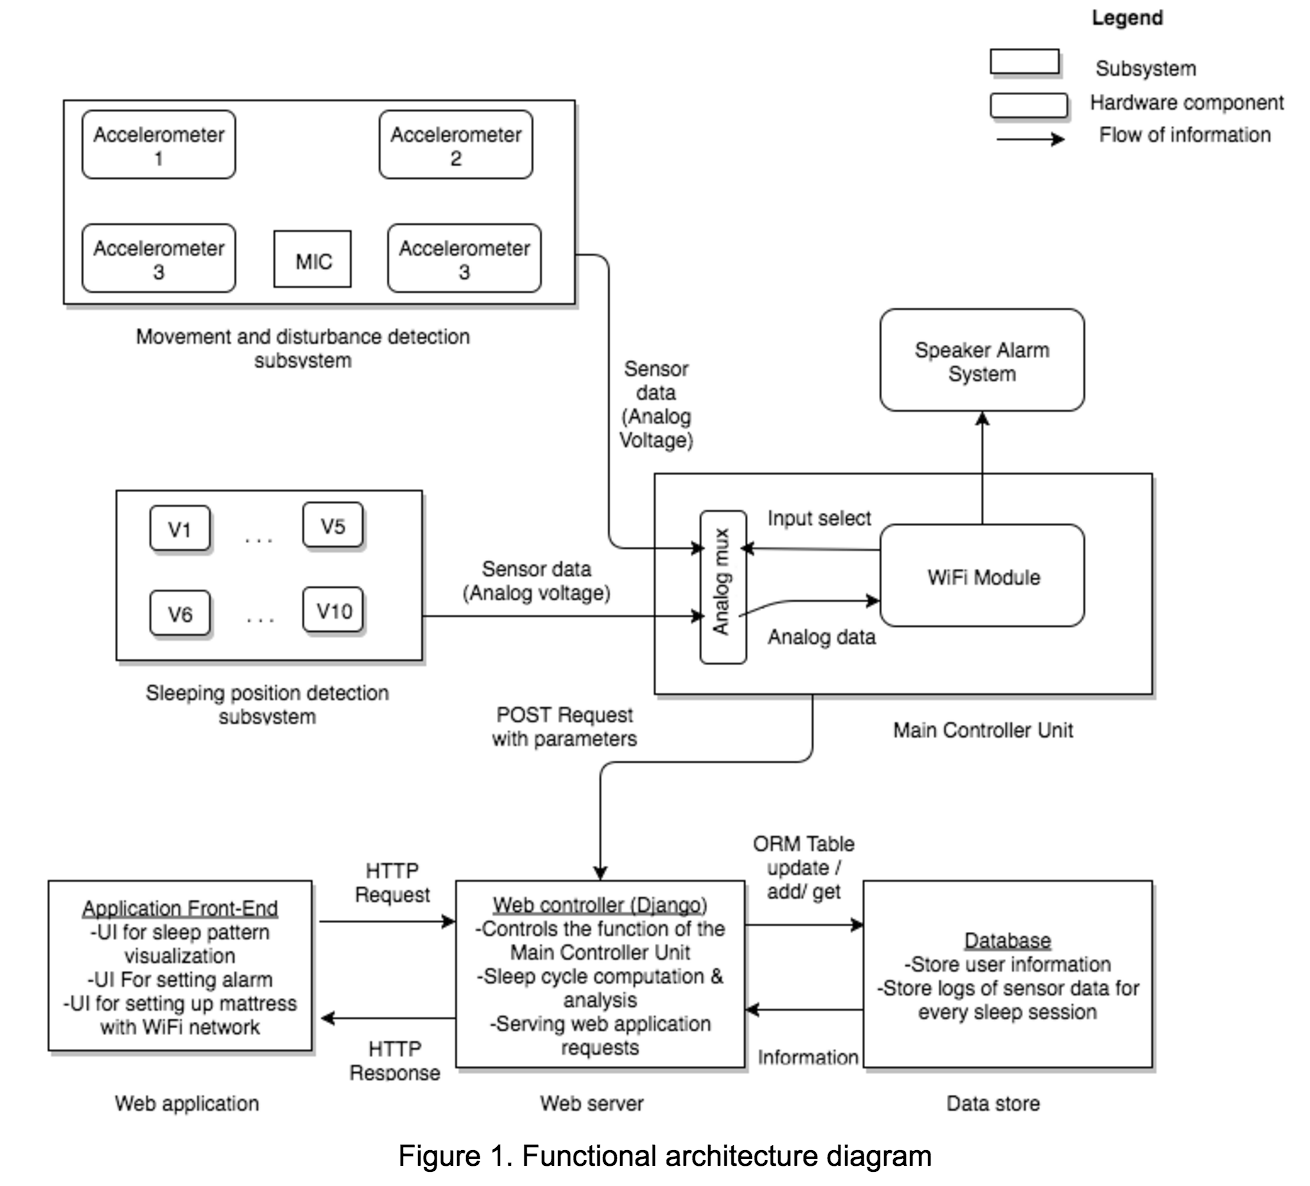 Legend
Subsystem
Hardware component
Flow of information
Accelerometer
1
Accelerometer
2
Accelerometer
3
MIC
Accelerometer
3
Movement and disturbance detection
subsystem
Sensor
data
(Analog
Voltage)
Speaker Alarm
System
V1
...
V5
V6
...
V10
Sleeping position detection
subsystem
Sensor data
(Analog voltage)
Analog mux
Input select
WiFi Module
Analog data
Main Controller Unit
POST Request
with parameters
Application Front-End
-UI for sleep pattern
visualization
-UI For setting alarm
-UI for setting up mattress
with WiFi network
Web application
HTTP
Request
HTTP
Response
Web controller (Django)
-Controls the function of the
Main Controller Unit
-Sleep cycle computation &
analysis
-Serving web application
requests
Web server
ORM Table
update /
add/ get
Information
Database
-Store user information
-Store logs of sensor data for
every sleep session
Data store
Figure 1. Functional architecture diagram